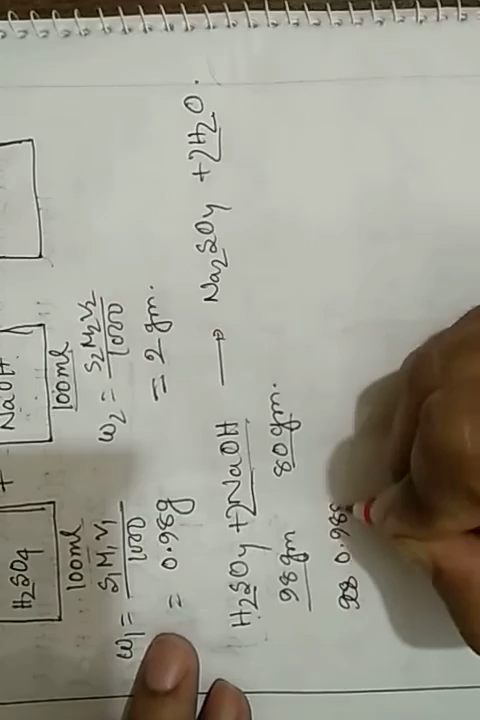 H2SO4 + NaOH
100ml 100ml
W1 = S1M1V1/1000 W2 = S2M2V2/1000
= 0.98g = 2 gm.
H2SO4 + 2NaOH → Na2SO4 + 2H2O.
98gm 80gm.
0.98